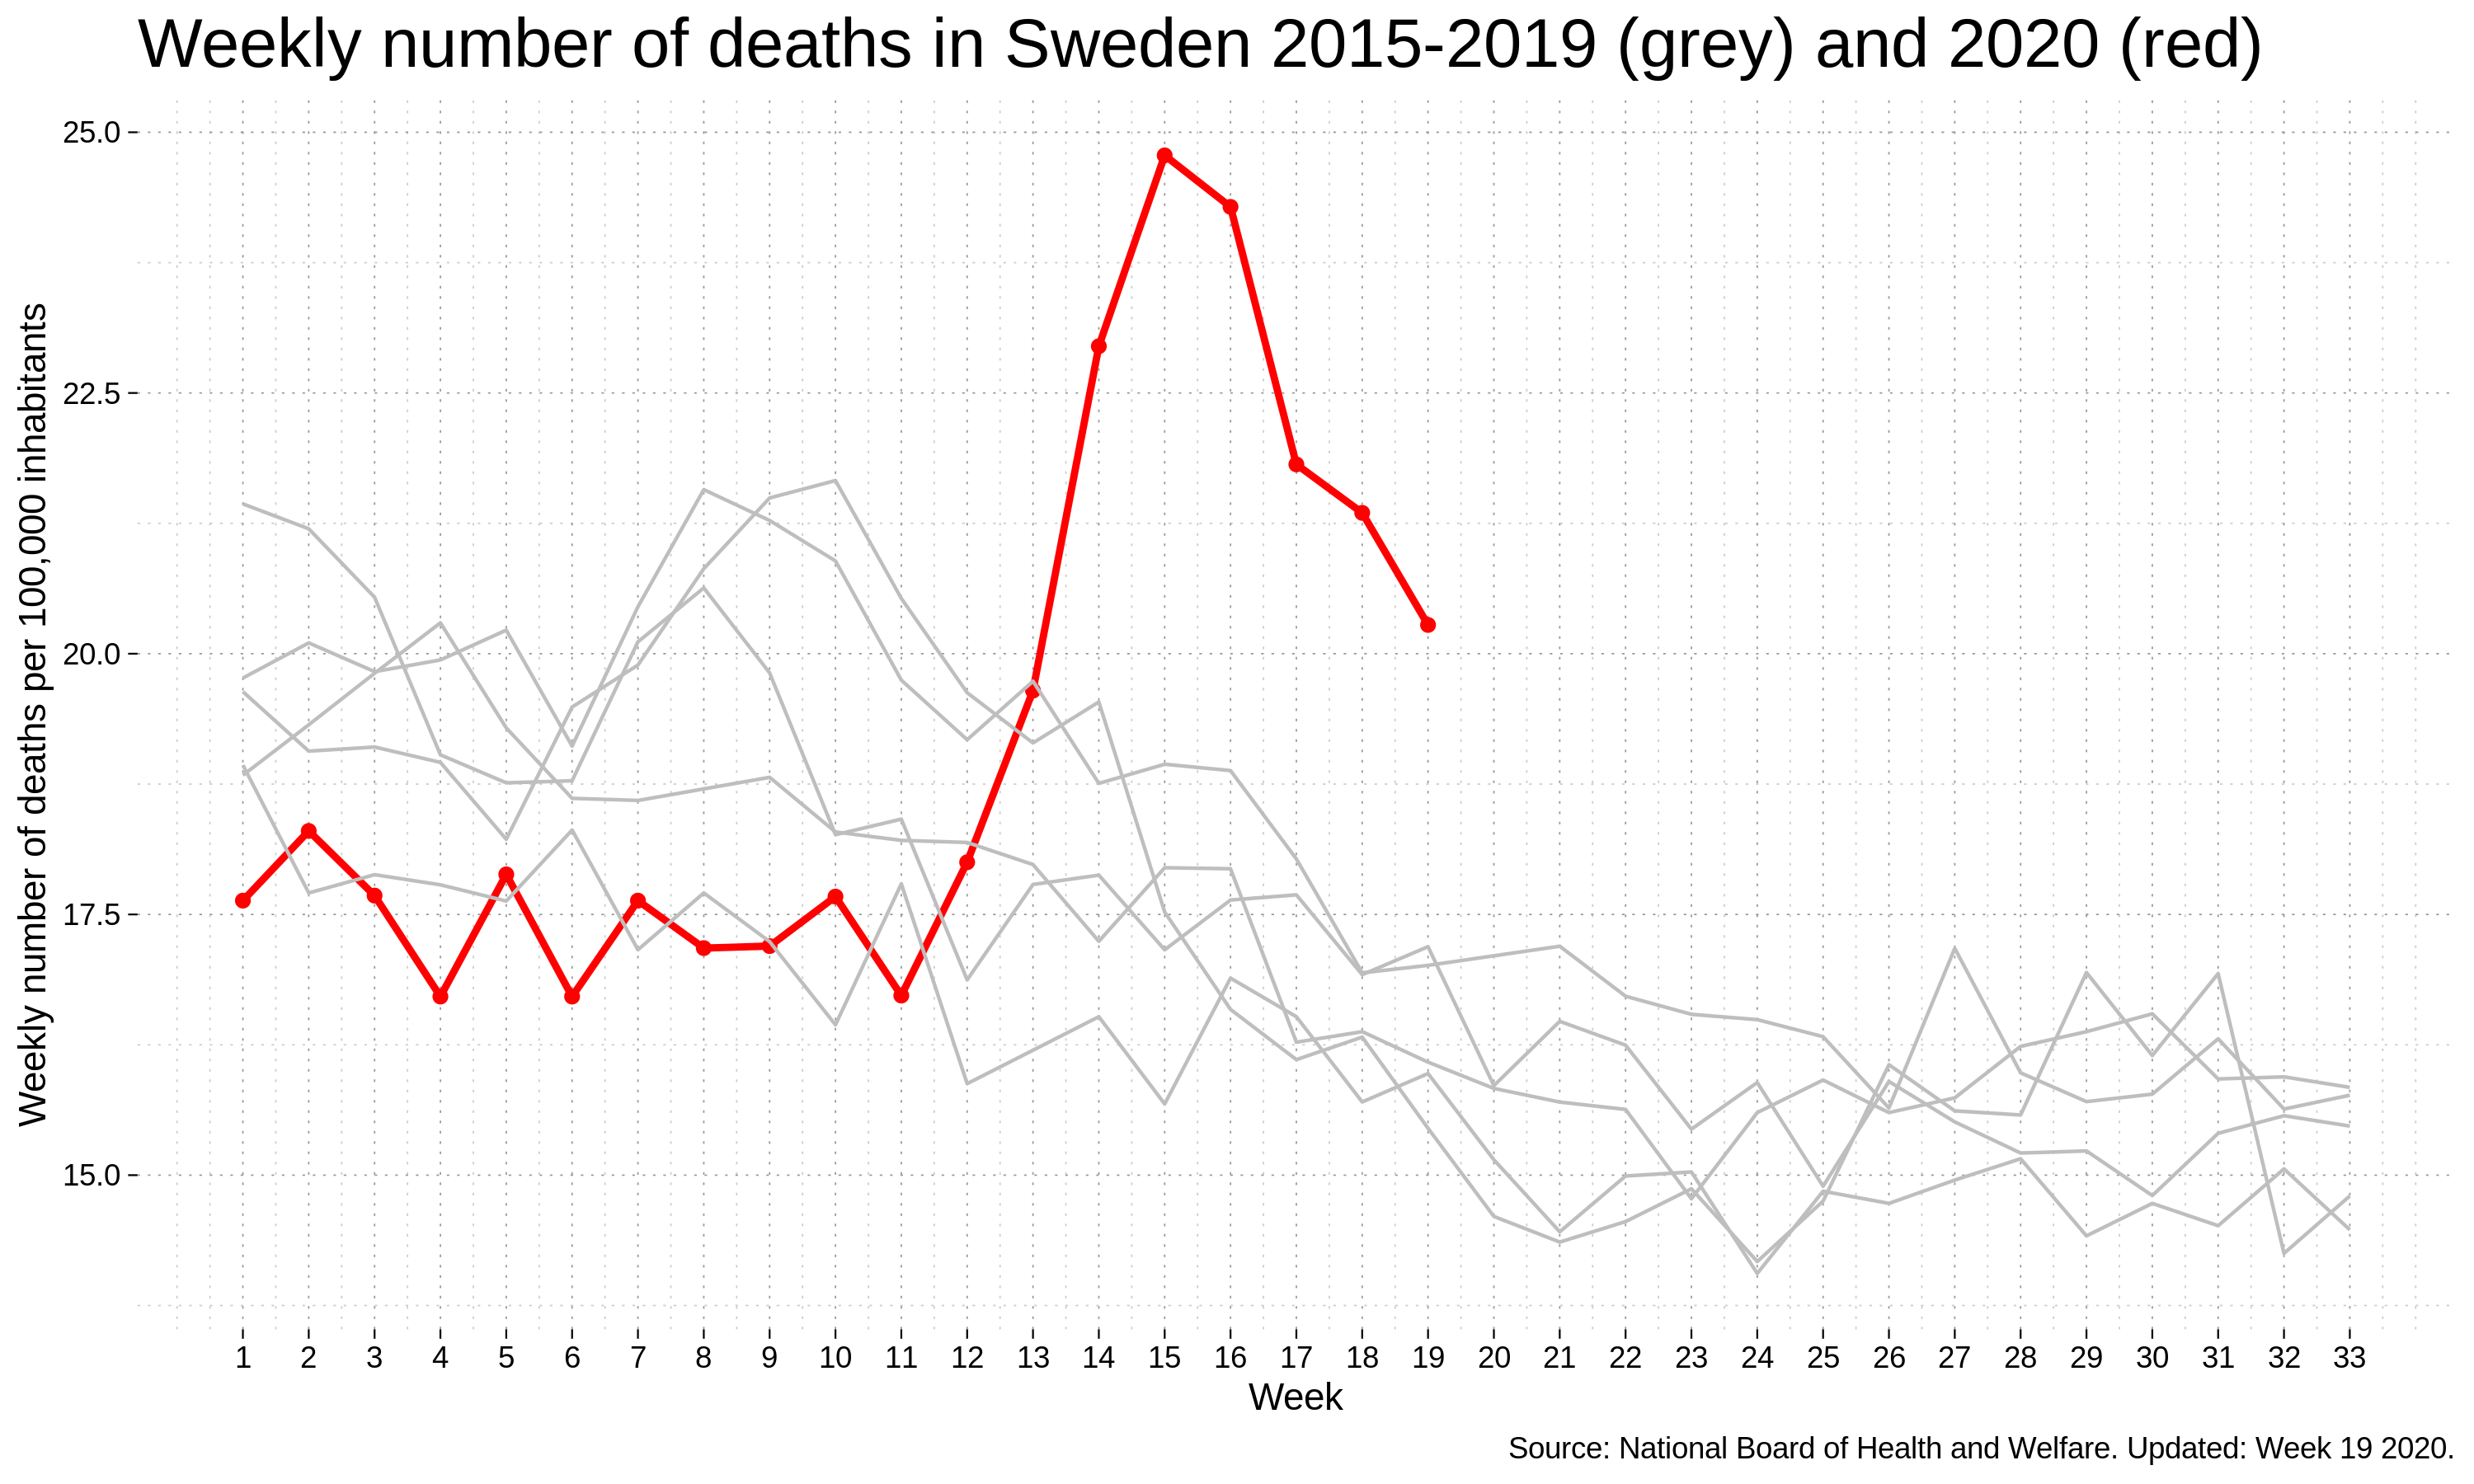 Weekly number of deaths in Sweden 2015-2019 (grey) and 2020 (red)
Weekly number of deaths per 100,000 inhabitants
25.0
22.5
20.0
17.5
15.0
1 2 3 4 5 6 7 8 9 10 11 12 13 14 15 16 17 18 19 20 21 22 23 24 25 26 27 28 29 30 31 32 33
Week
Source: National Board of Health and Welfare. Updated: Week 19 2020.